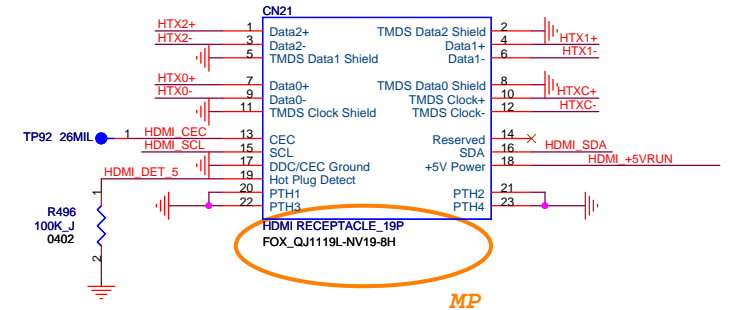 CN21
HTX2+ 1 Data2+ TMDS Data2 Shield 2
HTX2- 3 Data2- Data1+ 4 HTX1+
5 TMDS Data1 Shield Data1- 6 HTX1-
HTX0+ 7 Data0+ TMDS Data0 Shield 8
HTX0- 9 Data0- TMDS Clock+ 10 HTXC+
11 TMDS Clock Shield TMDS Clock- 12 HTXC-
TP92 26MIL 1 HDMI_CEC 13 CEC Reserved 14
HDMI_SCL 15 SCL SDA 16 HDMI_SDA
17 DDC/CEC Ground +5V Power 18 HDMI_+5VRUN
HDMI_DET_5 19 Hot Plug Detect
20 PTH1 PTH2 21
22 PTH3 PTH4 23
1
R496
100K_J
0402
2
HDMI RECEPTACLE_19P
FOX_QJ1119L-NV19-8H
MP